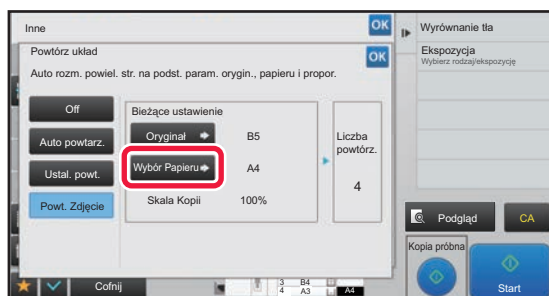 Inne
OK
Powtórz układ
OK
Auto rozm. powiel. str. na podst. param. orygin., papieru i propor.
Off
Auto powtarz.
Ustal. powt.
Powt. Zdjęcie
Bieżące ustawienie
Oryginał
B5
Wybór Papieru
A4
Skala Kopii
100%
Liczba
powtórz.
4
Cofnij
3 B4
4 A3
A4
Wyrównanie tła
Ekspozycja
Wybierz rodzaj/ekspozycję
Podgląd
CA
Kopia próbna
Start